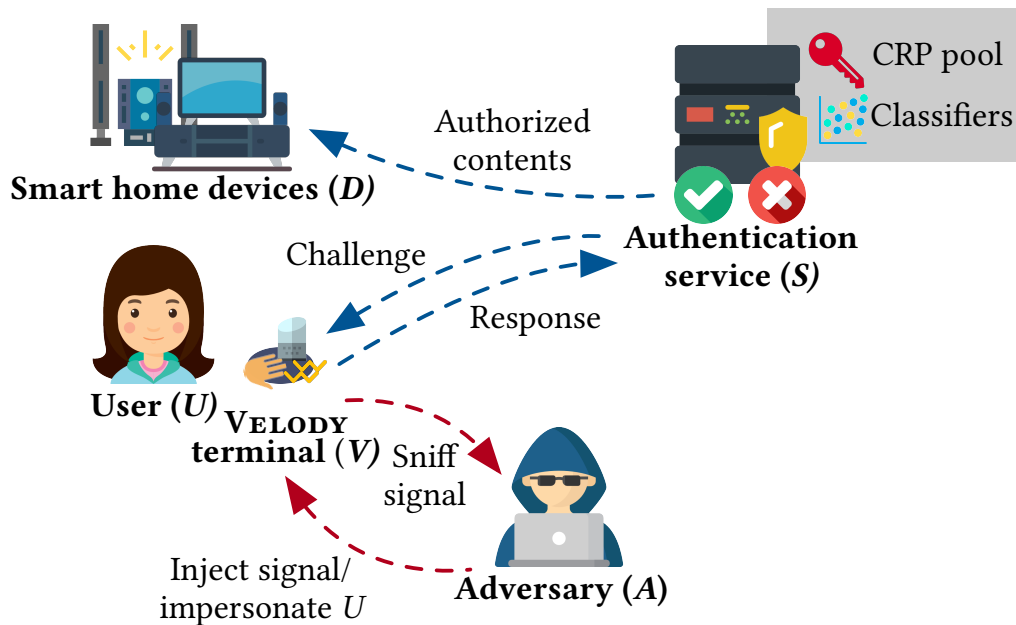 CRP pool
Classifiers
Authorized
contents
Smart home devices (D)
Authentication
service (S)
Challenge
Response
User (U)
VELODY
terminal (V)
Sniff
signal
Inject signal/
impersonate U
Adversary (A)